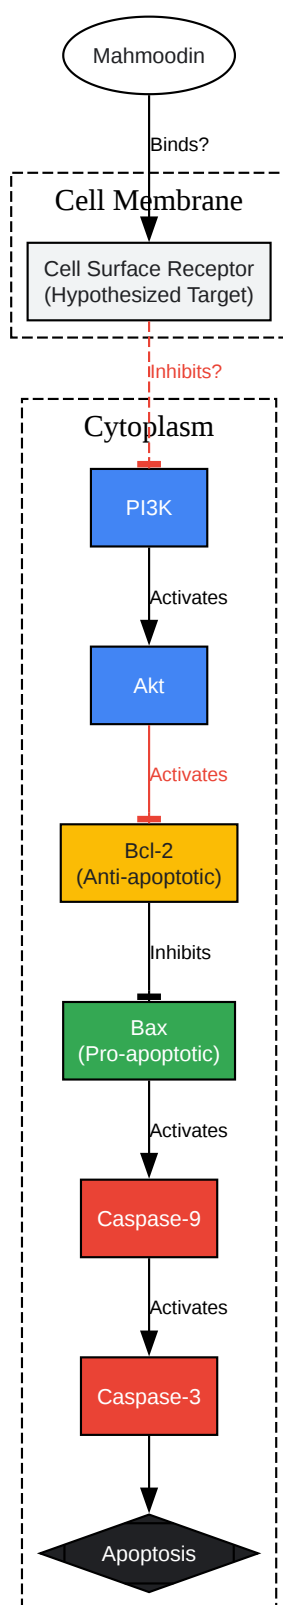 Mahmoodin
Binds?
Cell Membrane
Cell Surface Receptor
(Hypothesized Target)
Inhibits?
Cytoplasm
PI3K
Activates
Akt
Activates
Bcl-2
(Anti-apoptotic)
Inhibits
Bax
(Pro-apoptotic)
Activates
Caspase-9
Activates
Caspase-3
Apoptosis